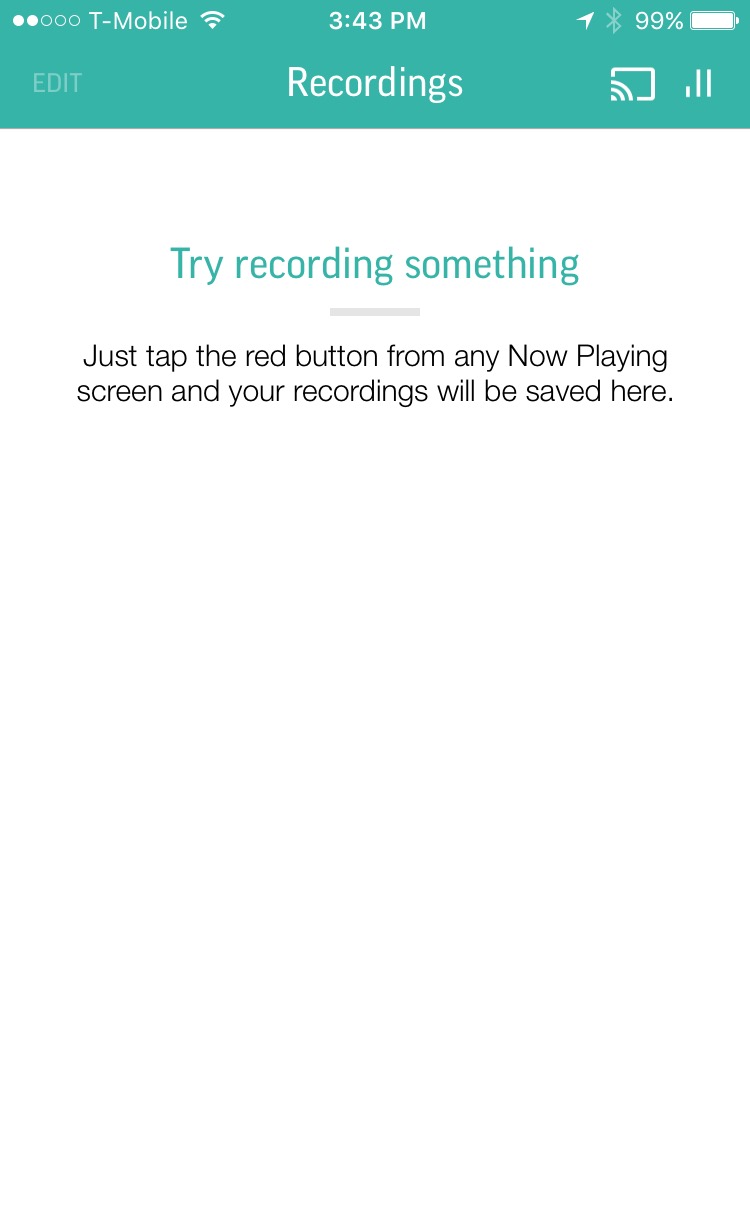 T-Mobile 3:43 PM 99%
EDIT Recordings
Try recording something
Just tap the red button from any Now Playing
screen and your recordings will be saved here.